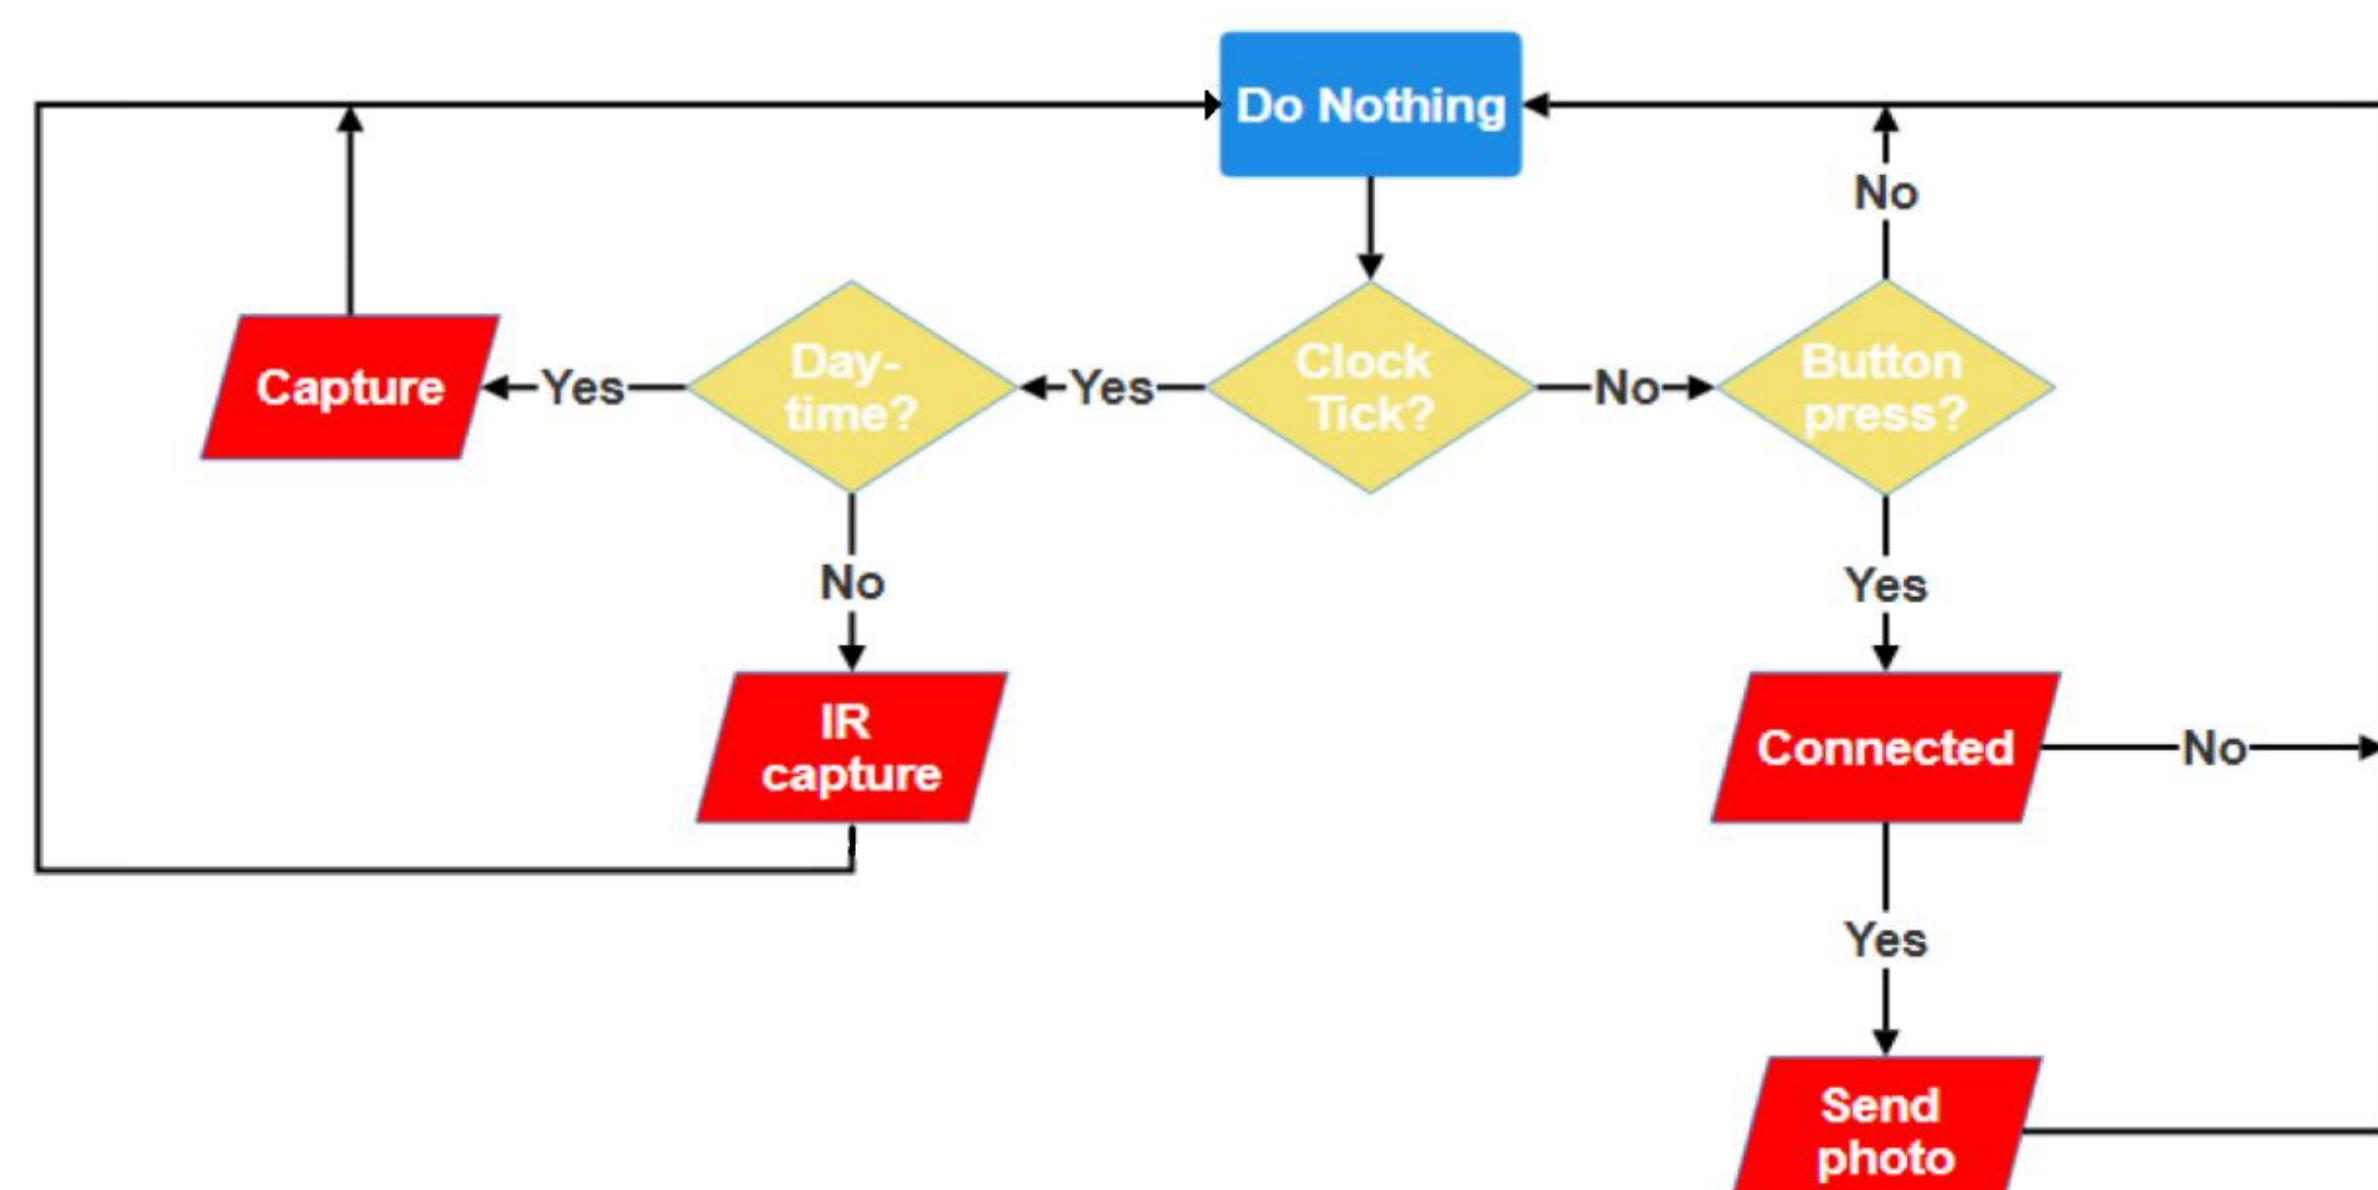 Do Nothing
No
Capture
Yes
Day-
time?
Yes
Clock
Tick?
No
Button
press?
No
Yes
IR
capture
Connected
No
Yes
Send
photo